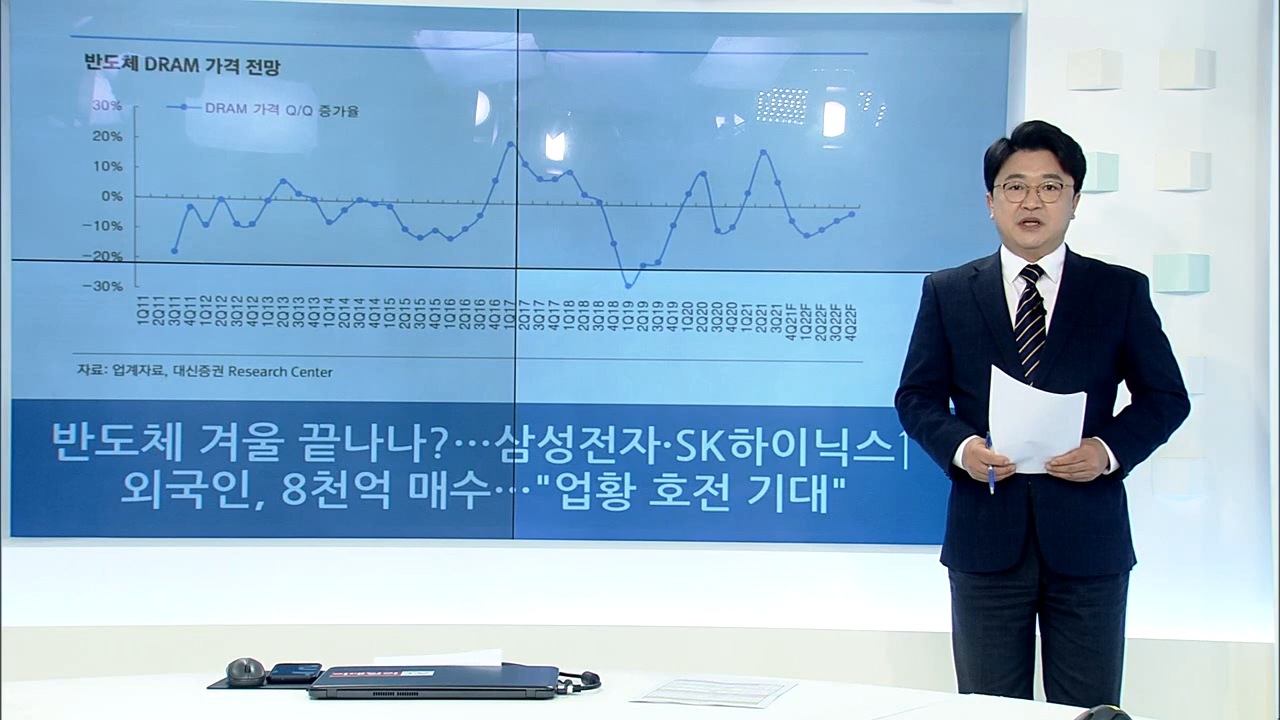 반도체 DRAM 가격 전망
DRAM 가격 Q/Q 증가율
30%
20%
10%
0%
-10%
-20%
-30%
1Q11 2Q11 3Q11 4Q11 1Q12 2Q12 3Q12 4Q12 1Q13 2Q13 3Q13 4Q13 1Q14 2Q14 3Q14 4Q14 1Q15 2Q15 3Q15 4Q15 1Q16 2Q16 3Q16 4Q16 1Q17 2Q17 3Q17 4Q17 1Q18 2Q18 3Q18 4Q18 1Q19 2Q19 3Q19 4Q19 1Q20 2Q20 3Q20 4Q20 1Q21 2Q21 3Q21 4Q21F 1Q22F 2Q22F 3Q22F 4Q22F
자료: 업계자료, 대신증권 Research Center
반도체 겨울 끝나나?…삼성전자·SK하이닉스↑
외국인, 8천억 매수…"업황 호전 기대"